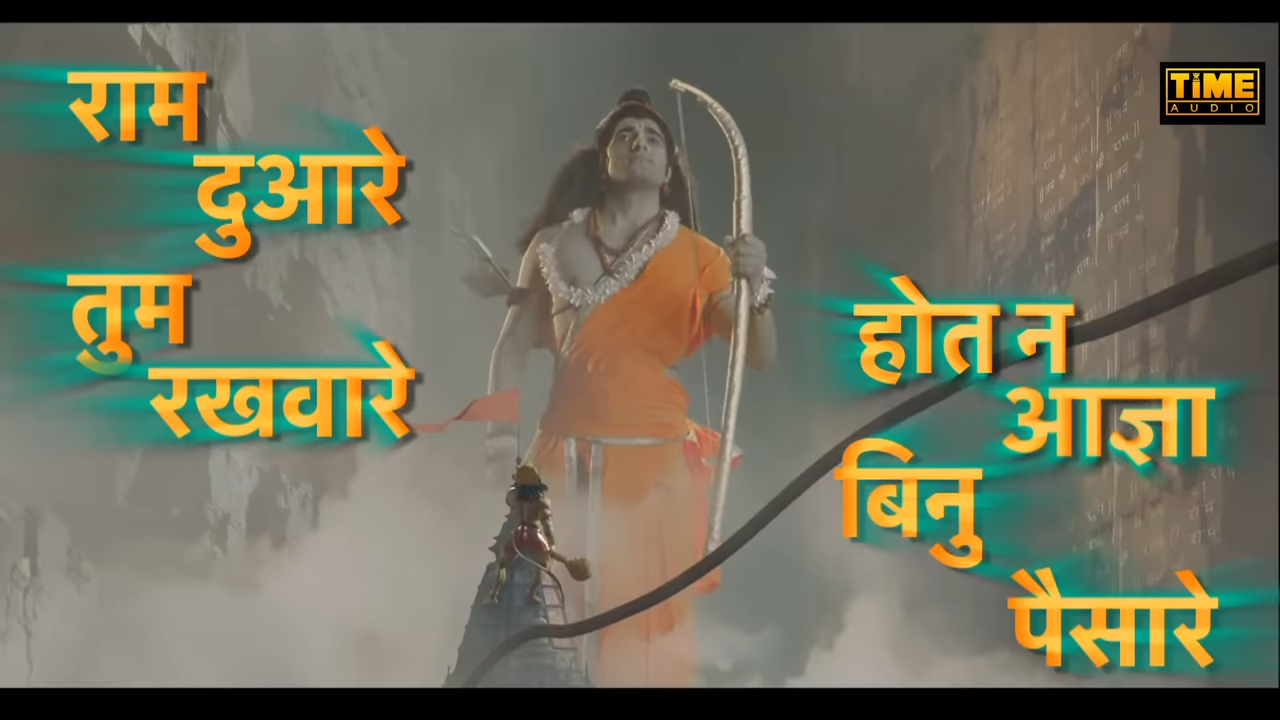 राम
दुआरे
तुम
रखवारे
होत न
आज्ञा
बिनु
पैसारे
TIME
AUDIO